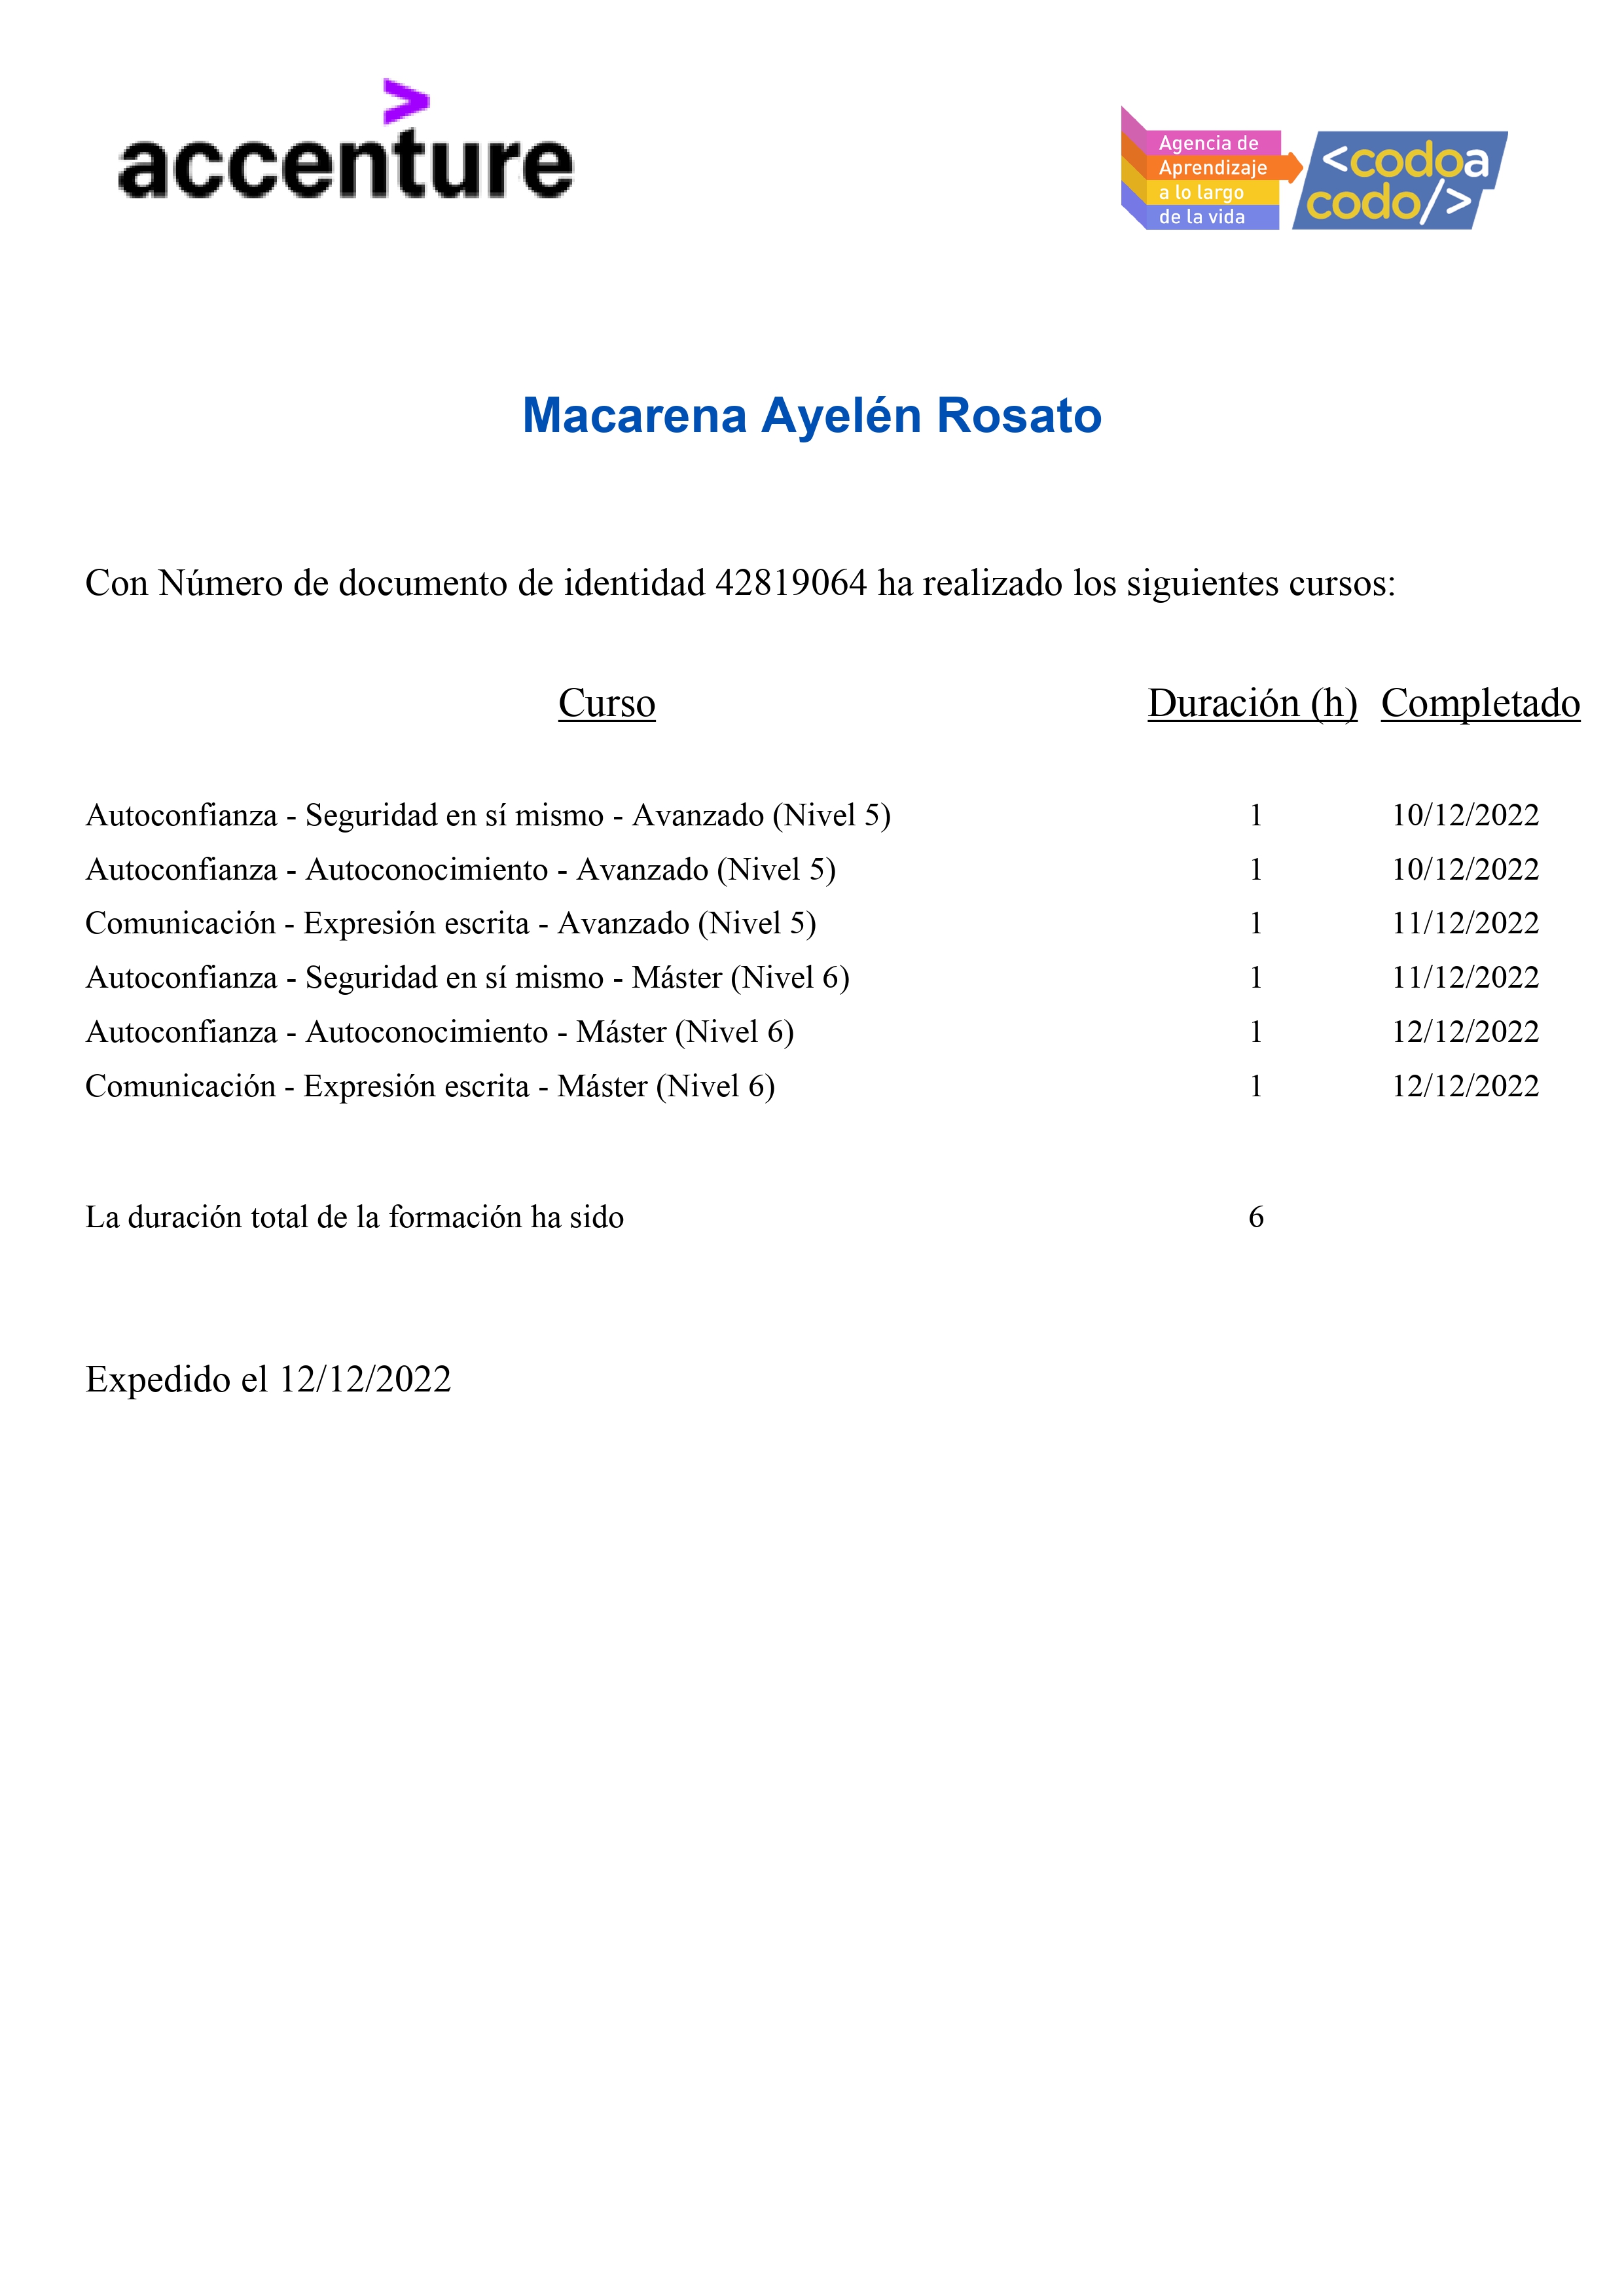 accenture
Agencia de
Aprendizaje
a lo largo
de la vida
<codoa
codo/>
Macarena Ayelén Rosato
Con Número de documento de identidad 42819064 ha realizado los siguientes cursos:
Curso Duración (h) Completado
Autoconfianza - Seguridad en sí mismo - Avanzado (Nivel 5) 1 10/12/2022
Autoconfianza - Autoconocimiento - Avanzado (Nivel 5) 1 10/12/2022
Comunicación - Expresión escrita - Avanzado (Nivel 5) 1 11/12/2022
Autoconfianza - Seguridad en sí mismo - Máster (Nivel 6) 1 11/12/2022
Autoconfianza - Autoconocimiento - Máster (Nivel 6) 1 12/12/2022
Comunicación - Expresión escrita - Máster (Nivel 6) 1 12/12/2022
La duración total de la formación ha sido 6
Expedido el 12/12/2022